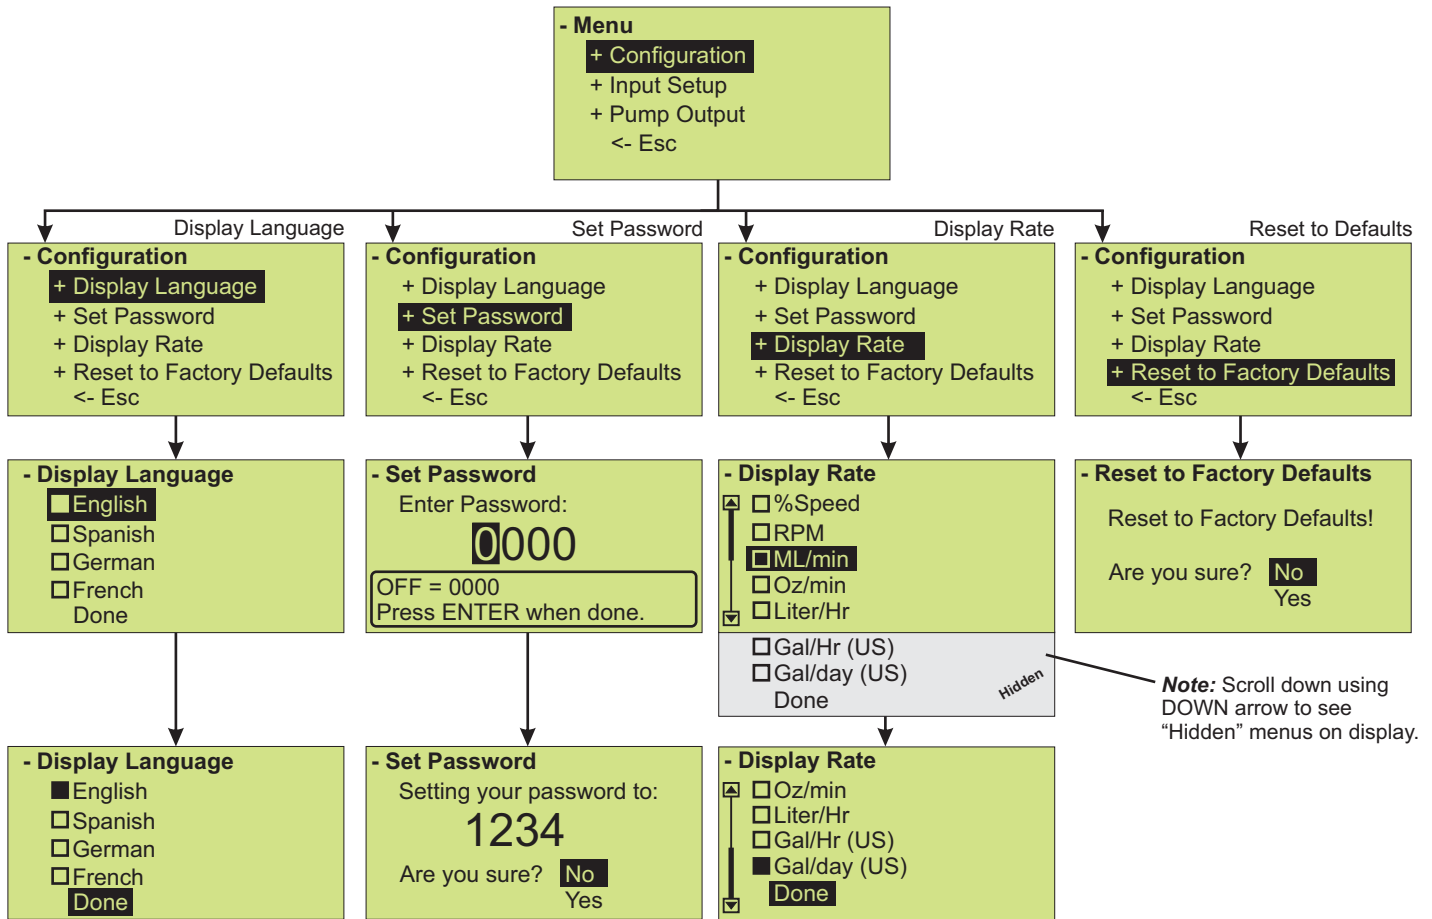 - Menu
+ Configuration
+ Input Setup
+ Pump Output
<- Esc
Display Language
- Configuration
+ Display Language
+ Set Password
+ Display Rate
+ Reset to Factory Defaults
<- Esc
- Display Language
English
Spanish
German
French
Done
- Display Language
English
Spanish
German
French
Done
Set Password
- Configuration
+ Display Language
+ Set Password
+ Display Rate
+ Reset to Factory Defaults
<- Esc
- Set Password
Enter Password:
0000
OFF = 0000
Press ENTER when done.
- Set Password
Setting your password to:
1234
Are you sure? No
Yes
Display Rate
- Configuration
+ Display Language
+ Set Password
+ Display Rate
+ Reset to Factory Defaults
<- Esc
- Display Rate
%Speed
RPM
ML/min
Oz/min
Liter/Hr
Gal/Hr (US)
Gal/day (US)
Done
Hidden
- Display Rate
Oz/min
Liter/Hr
Gal/Hr (US)
Gal/day (US)
Done
Reset to Defaults
- Configuration
+ Display Language
+ Set Password
+ Display Rate
+ Reset to Factory Defaults
<- Esc
- Reset to Factory Defaults
Reset to Factory Defaults!
Are you sure? No
Yes
Note: Scroll down using
DOWN arrow to see
“Hidden” menus on display.